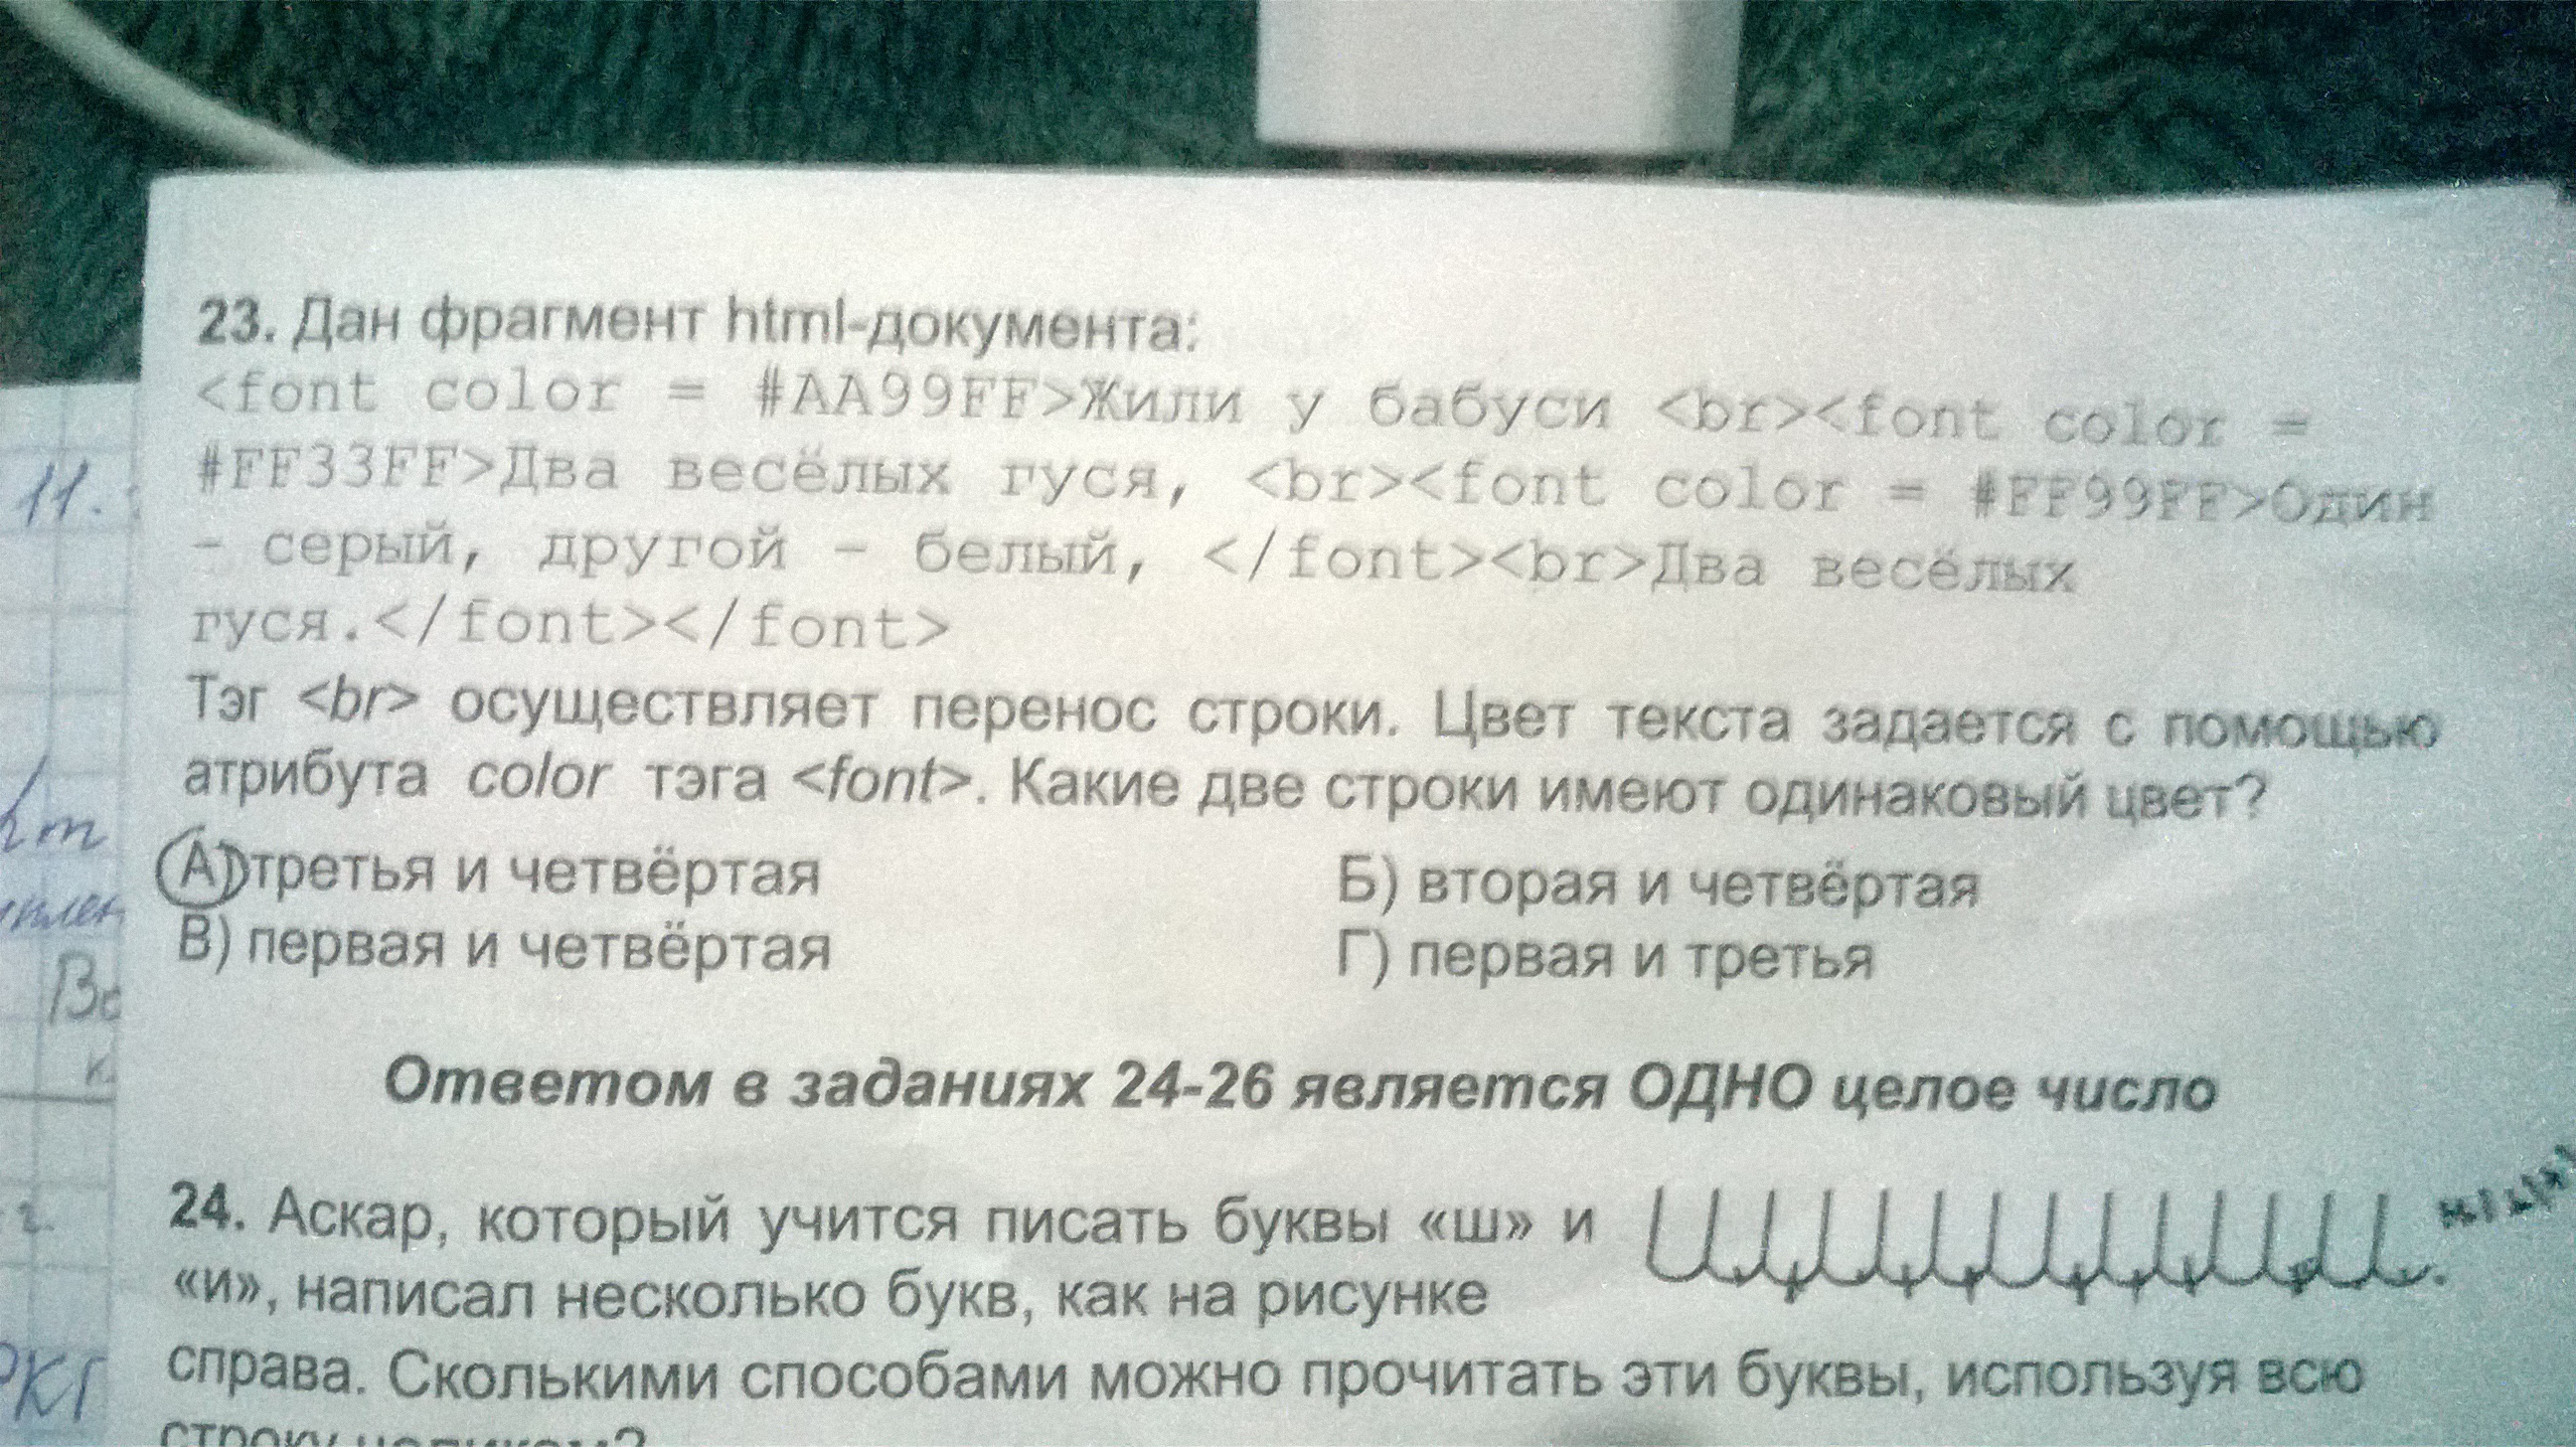 23. Дан фрагмент html-документа:
<font color = #AA99FF>Жили у бабуси <br><font color =
#FF33FF>Два весёлых гуся, <br><font color = #FF99FF>Один
- серый, другой - белый, </font><br>Два весёлых
гуся.</font></font>
Тэг <br> осуществляет перенос строки. Цвет текста задается с помощью
атрибута color тэга <font>. Какие две строки имеют одинаковый цвет?
А) третья и четвёртая
Б) вторая и четвёртая
В) первая и четвёртая
Г) первая и третья
Ответом в заданиях 24-26 является ОДНО целое число
24. Аскар, который учится писать буквы «ш» и
«и», написал несколько букв, как на рисунке
справа. Сколькими способами можно прочитать эти буквы, используя всю
строку целиком?
11.